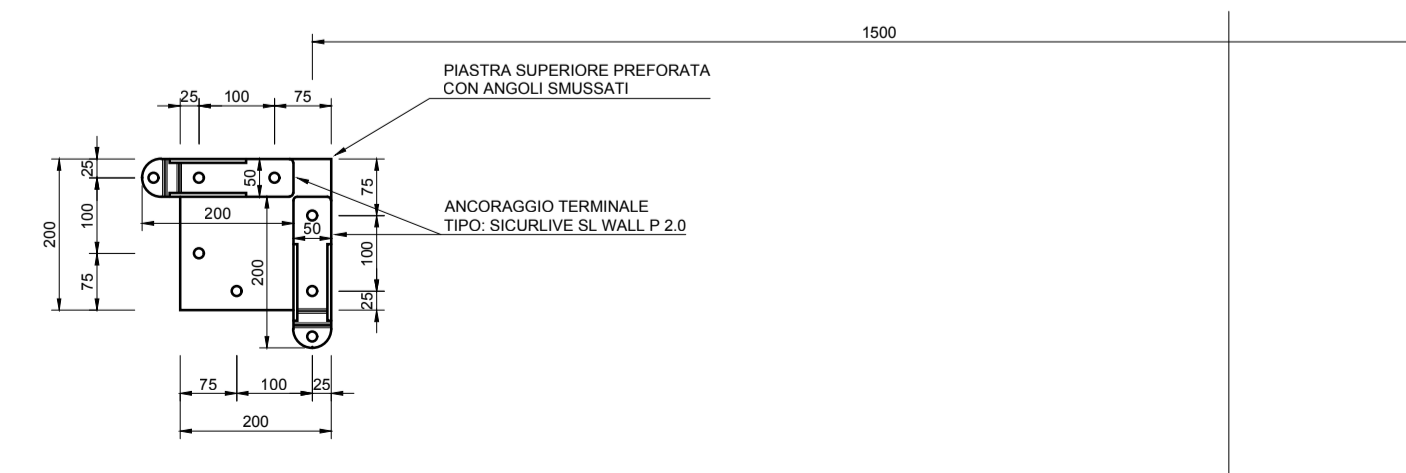 1500
PIASTRA SUPERIORE PREFORATA
CON ANGOLI SMUSSATI
25 100 75
25
50
75
200
100
200
ANCORAGGIO TERMINALE
TIPO: SICURLIVE SL WALL P 2.0
50
100
75
200
25
75 100 25
200